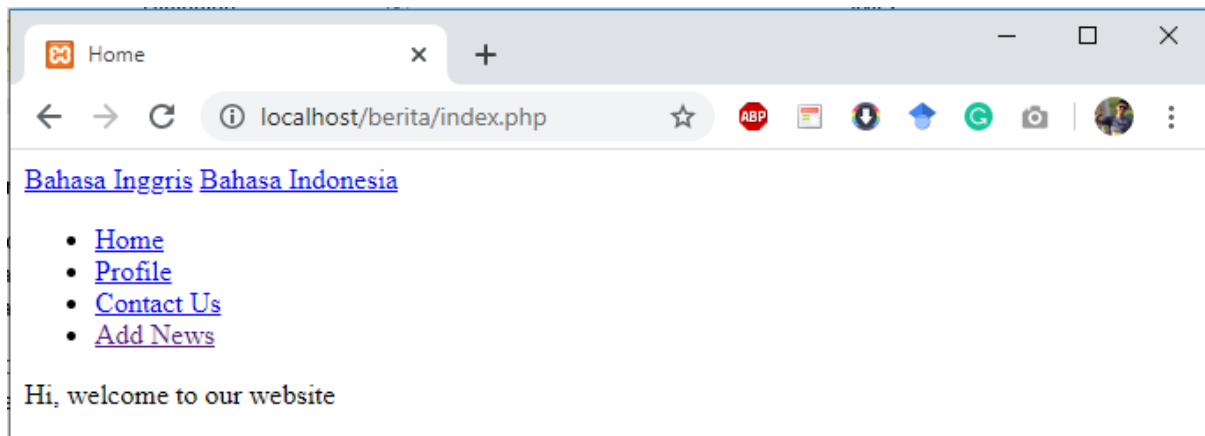 Home
localhost/berita/index.php
ABP
G
Bahasa Inggris Bahasa Indonesia
Home
Profile
Contact Us
Add News
Hi, welcome to our website